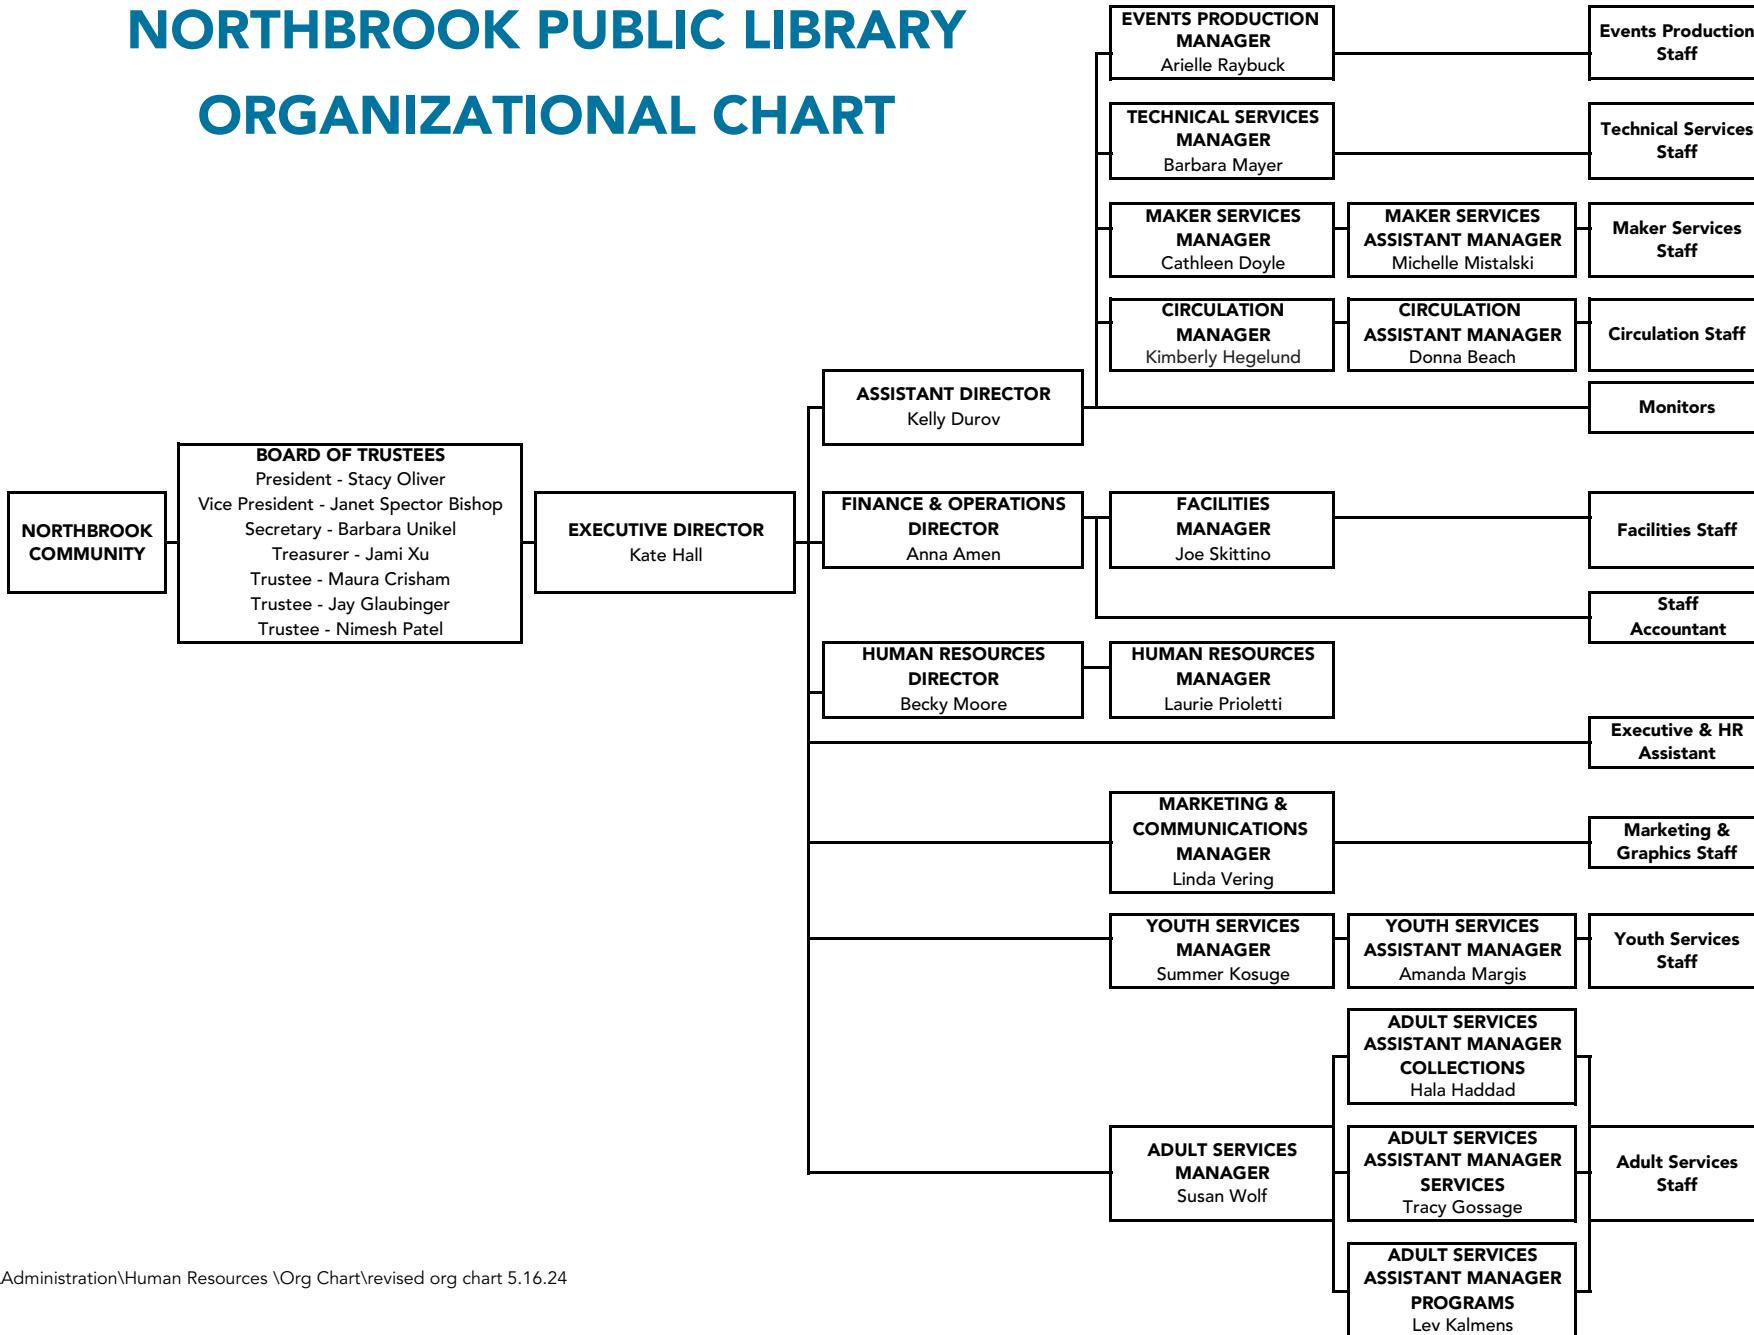 NORTHBROOK PUBLIC LIBRARY
ORGANIZATIONAL CHART
EVENTS PRODUCTION
MANAGER
Arielle Raybuck
Events Production
Staff
TECHNICAL SERVICES
MANAGER
Barbara Mayer
Technical Services
Staff
MAKER SERVICES
MANAGER
Cathleen Doyle
MAKER SERVICES
ASSISTANT MANAGER
Michelle Mistalski
Maker Services
Staff
CIRCULATION
MANAGER
Kimberly Hegelund
CIRCULATION
ASSISTANT MANAGER
Donna Beach
Circulation Staff
ASSISTANT DIRECTOR
Kelly Durov
Monitors
NORTHBROOK
COMMUNITY
BOARD OF TRUSTEES
President - Stacy Oliver
Vice President - Janet Spector Bishop
Secretary - Barbara Unikel
Treasurer - Jami Xu
Trustee - Maura Crisham
Trustee - Jay Glaubinger
Trustee - Nimesh Patel
EXECUTIVE DIRECTOR
Kate Hall
FINANCE & OPERATIONS
DIRECTOR
Anna Amen
FACILITIES
MANAGER
Joe Skittino
Facilities Staff
Staff
Accountant
HUMAN RESOURCES
DIRECTOR
Becky Moore
HUMAN RESOURCES
MANAGER
Laurie Prioletti
Executive & HR
Assistant
MARKETING &
COMMUNICATIONS
MANAGER
Linda Vering
Marketing &
Graphics Staff
YOUTH SERVICES
MANAGER
Summer Kosuge
YOUTH SERVICES
ASSISTANT MANAGER
Amanda Margis
Youth Services
Staff
ADULT SERVICES
ASSISTANT MANAGER
COLLECTIONS
Hala Haddad
ADULT SERVICES
MANAGER
Susan Wolf
ADULT SERVICES
ASSISTANT MANAGER
SERVICES
Tracy Gossage
Adult Services
Staff
ADULT SERVICES
ASSISTANT MANAGER
PROGRAMS
Lev Kalmens
Administration\Human Resources \Org Chart\revised org chart 5.16.24